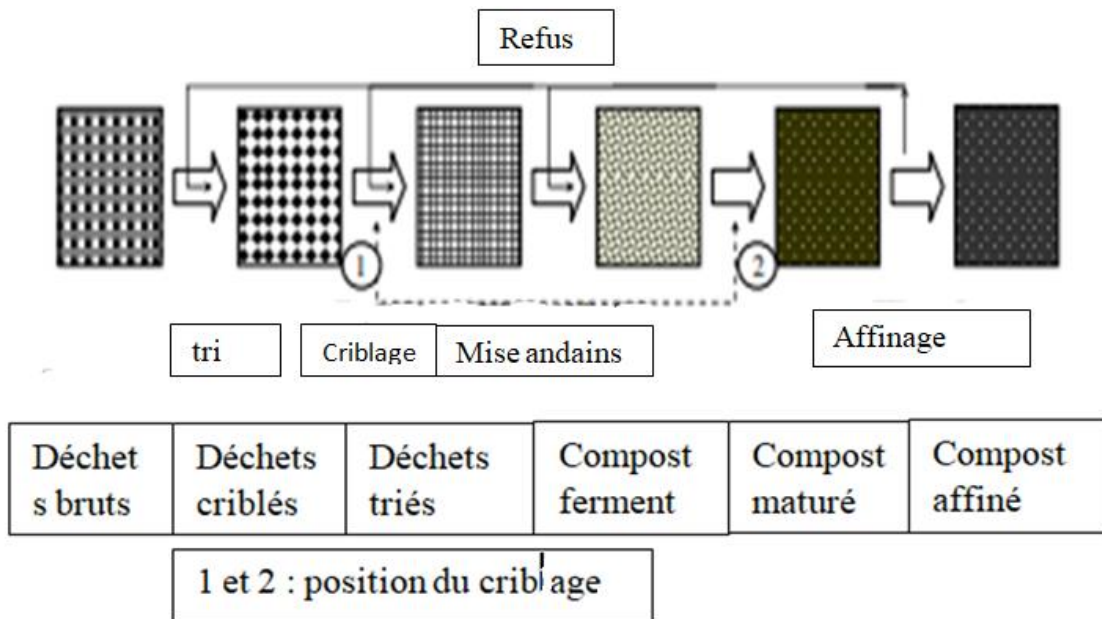 Refus
1
2
tri
Criblage
Mise andains
Affinage
Déchet
s bruts
Déchets
criblés
Déchets
triés
Compost
ferment
Compost
maturé
Compost
affiné
1 et 2 : position du criblage